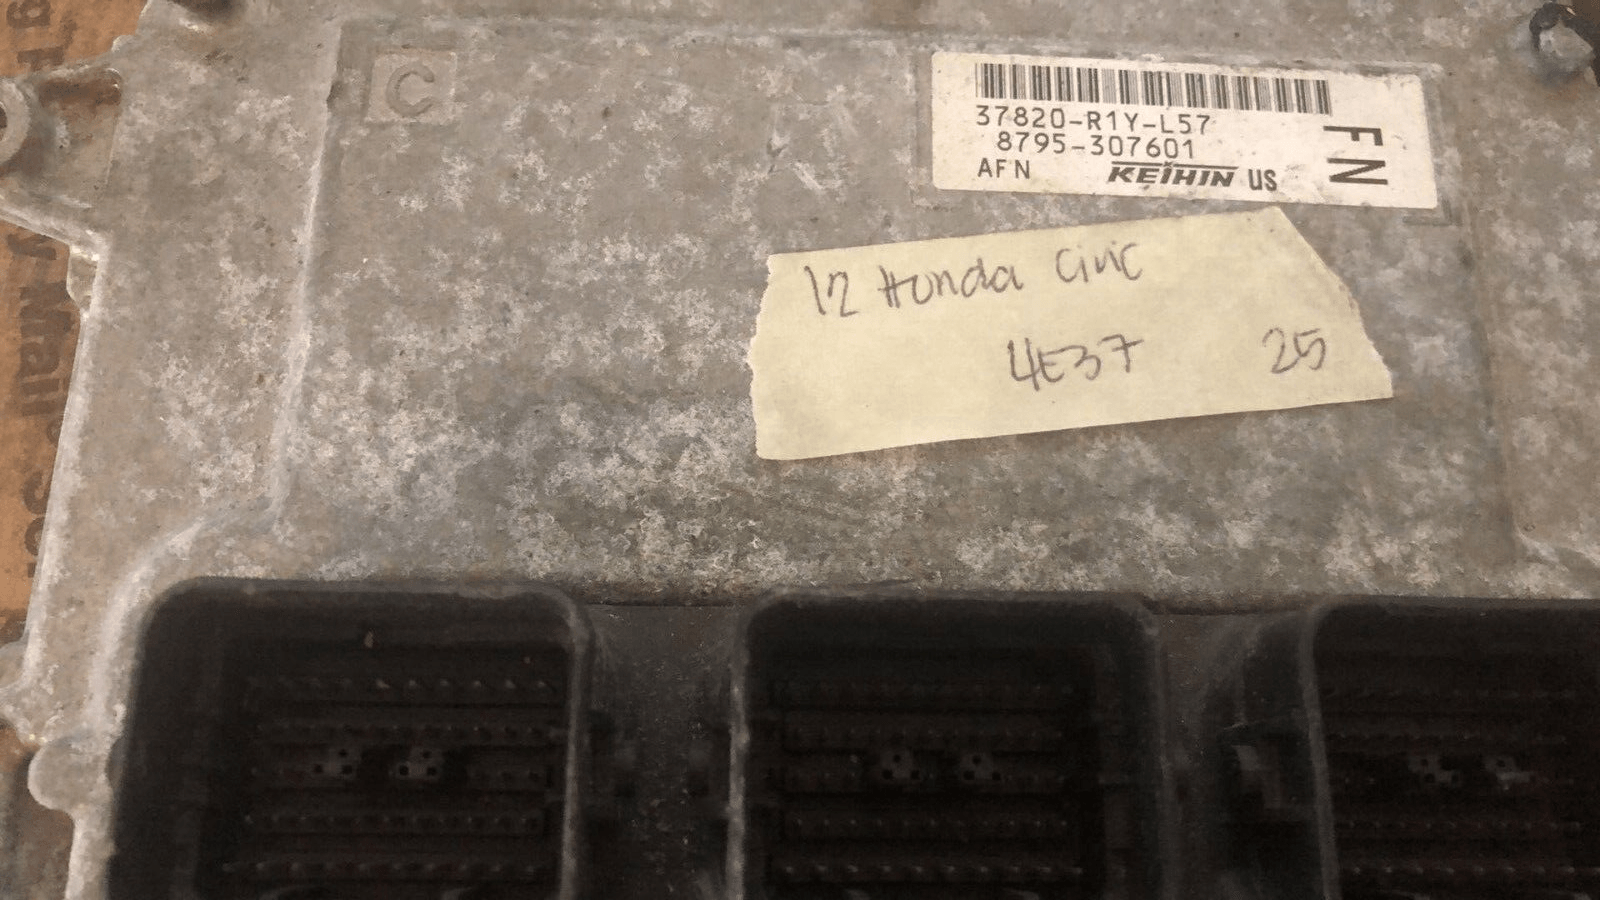 C
37820-R1Y-L57
8795-307601
AFN KEIHIN US
FN
12 Honda Civic
4E37 25